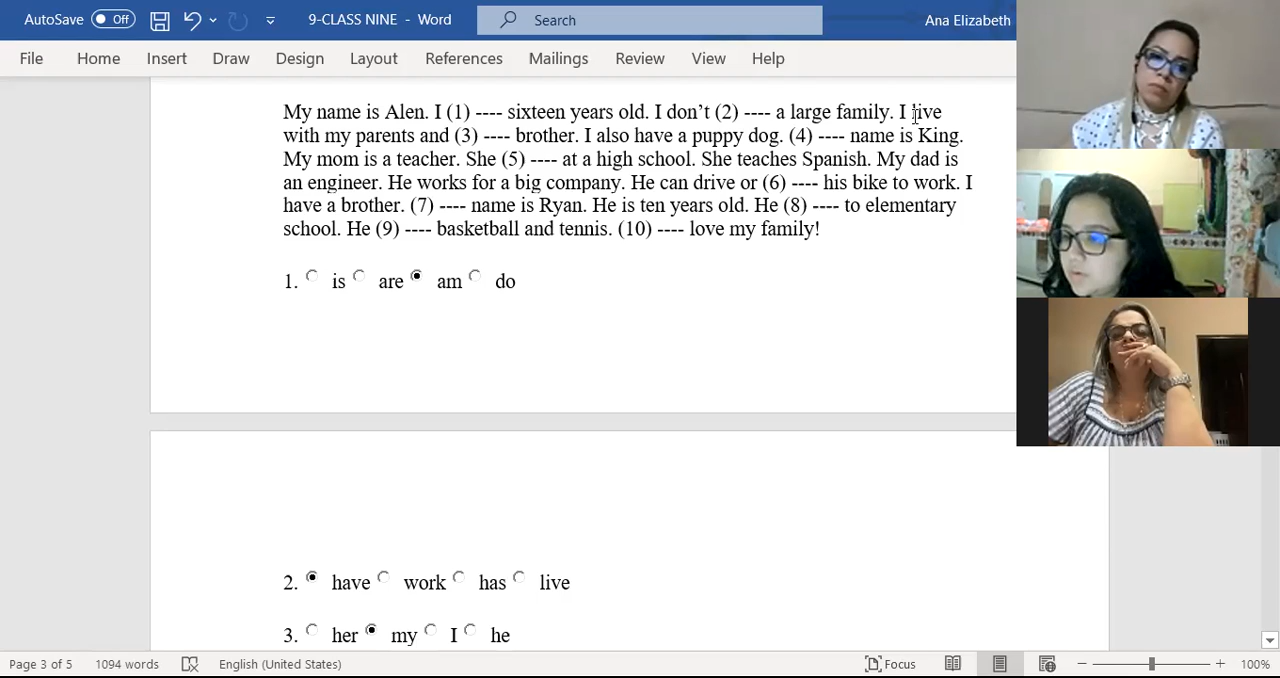 AutoSave Off 9-CLASS NINE - Word Search Ana Elizabeth
File Home Insert Draw Design Layout References Mailings Review View Help
My name is Alen. I (1) ---- sixteen years old. I don't (2) ---- a large family. I live
with my parents and (3) ---- brother. I also have a puppy dog. (4) ---- name is King.
My mom is a teacher. She (5) ---- at a high school. She teaches Spanish. My dad is
an engineer. He works for a big company. He can drive or (6) ---- his bike to work. I
have a brother. (7) ---- name is Ryan. He is ten years old. He (8) ---- to elementary
school. He (9) ---- basketball and tennis. (10) ---- love my family!
1. is are am do
2. have work has live
3. her my I he
Page 3 of 5 1094 words English (United States) Focus 100%